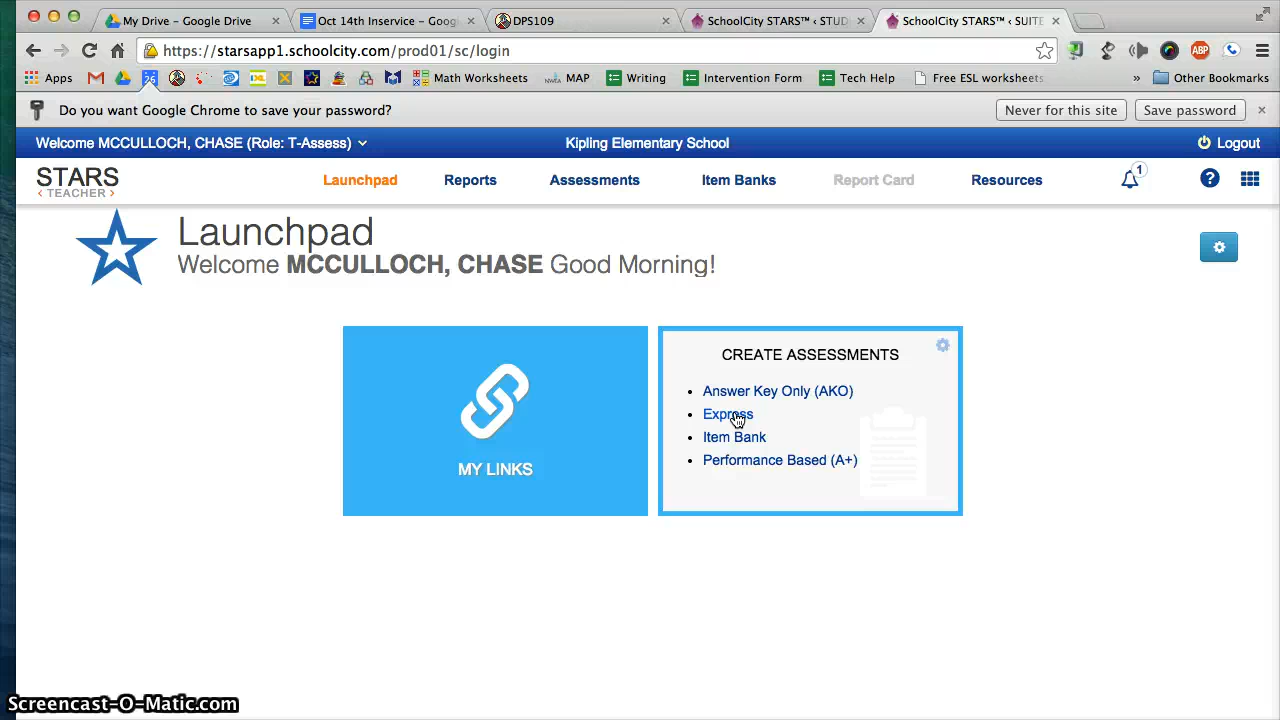 My Drive – Google Drive
Oct 14th Inservice – Goog
DPS109
SchoolCity STARS™ ‹ STUD
SchoolCity STARS™ ‹ SUITE
https://starsapp1.schoolcity.com/prod01/sc/login
ABP
Apps
IXL
Math Worksheets
MAP
Writing
Intervention Form
Tech Help
Free ESL worksheets
»
Other Bookmarks
Do you want Google Chrome to save your password?
Never for this site
Save password
Welcome MCCULLOCH, CHASE (Role: T-Assess)
Kipling Elementary School
Logout
STARS
‹ TEACHER ›
Launchpad
Reports
Assessments
Item Banks
Report Card
Resources
1
?
Launchpad
Welcome MCCULLOCH, CHASE Good Morning!
MY LINKS
CREATE ASSESSMENTS
• Answer Key Only (AKO)
• Express
• Item Bank
• Performance Based (A+)
Screencast-O-Matic.com